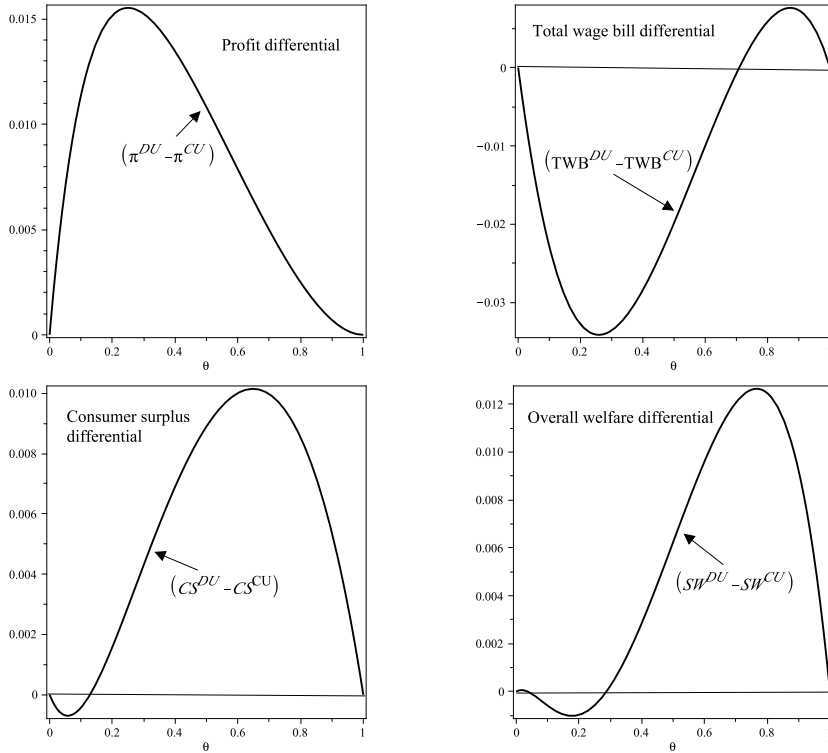 Profit differential
(π^DU – π^CU)
0.015
0.010
0.005
0
0 0.2 0.4 0.6 0.8 1
θ
Total wage bill differential
(TWB^DU – TWB^CU)
0
−0.01
−0.02
−0.03
0 0.2 0.4 0.6 0.8
θ
Consumer surplus
differential
(CS^DU – CS^CU)
0.010
0.008
0.006
0.004
0.002
0
0 0.2 0.4 0.6 0.8 1
θ
Overall welfare differential
(SW^DU – SW^CU)
0.012
0.010
0.008
0.006
0.004
0.002
0
0 0.2 0.4 0.6 0.8
θ